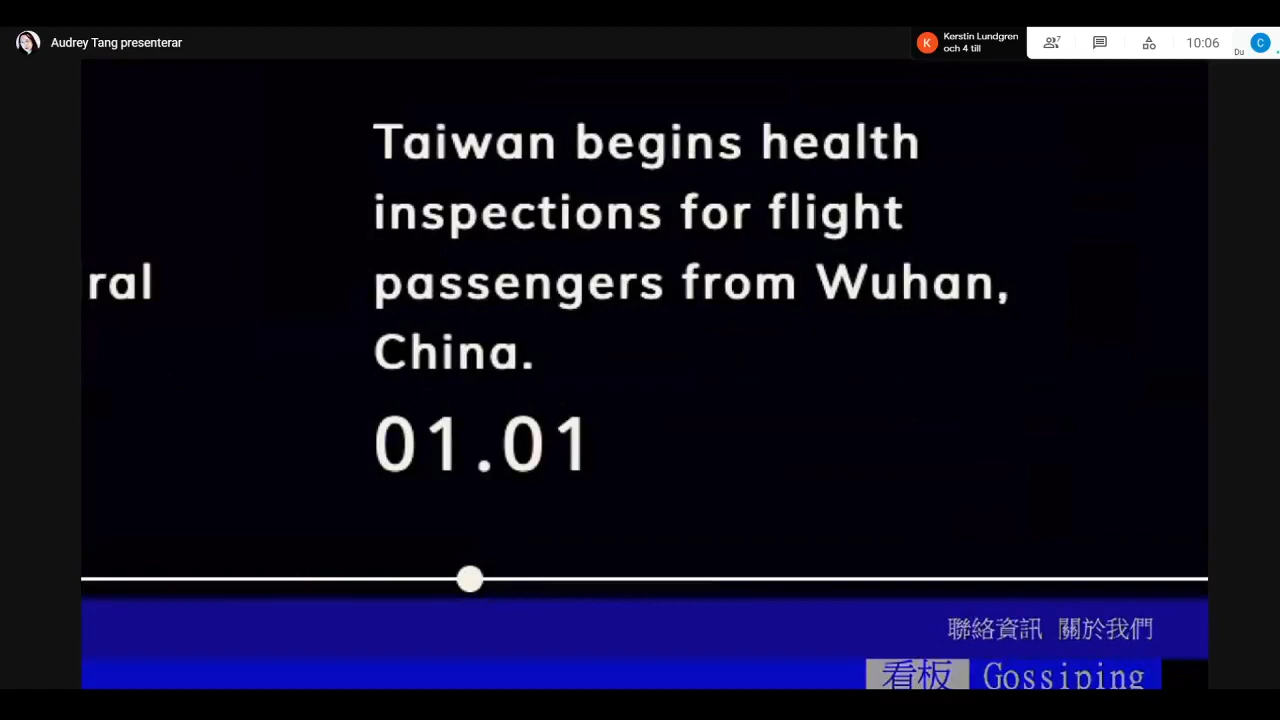 Audrey Tang presenterar
Kerstin Lundgren
och 4 till
7
10:06
Du
K
C
Taiwan begins health
inspections for flight
passengers from Wuhan,
China.
ral
01.01
聯絡資訊 關於我們
看板 Gossiping